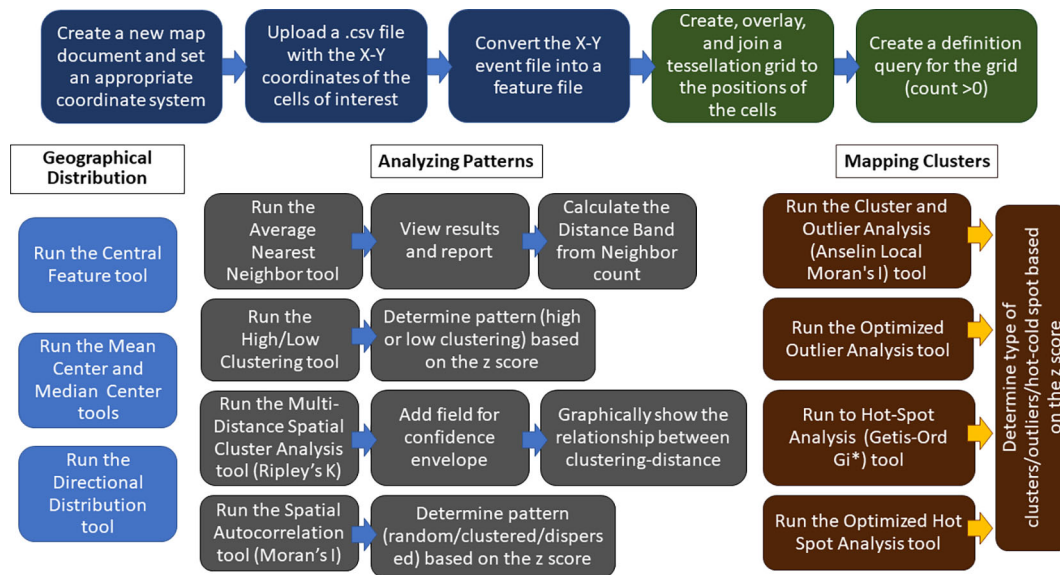 Create a new map
document and set
an appropriate
coordinate system
Upload a .csv file
with the X-Y
coordinates of the
cells of interest
Convert the X-Y
event file into a
feature file
Create, overlay,
and join a
tessellation grid to
the positions of
the cells
Create a definition
query for the grid
(count >0)
Geographical
Distribution
Run the Central
Feature tool
Run the Mean
Center and
Median Center
tools
Run the
Directional
Distribution
tool
Analyzing Patterns
Run the
Average
Nearest
Neighbor tool
View results
and report
Calculate the
Distance Band
from Neighbor
count
Run the
High/Low
Clustering tool
Determine pattern (high
or low clustering) based
on the z score
Run the Multi-
Distance Spatial
Cluster Analysis
tool (Ripley's K)
Add field for
confidence
envelope
Graphically show the
relationship between
clustering-distance
Run the Spatial
Autocorrelation
tool (Moran's I)
Determine pattern
(random/clustered/dispers
ed) based on the z score
Mapping Clusters
Run the Cluster and
Outlier Analysis
(Anselin Local
Moran's I) tool
Run the Optimized
Outlier Analysis tool
Run to Hot-Spot
Analysis (Getis-Ord
Gi*) tool
Run the Optimized Hot
Spot Analysis tool
Determine type of
clusters/outliers/hot-cold spot based
on the z score